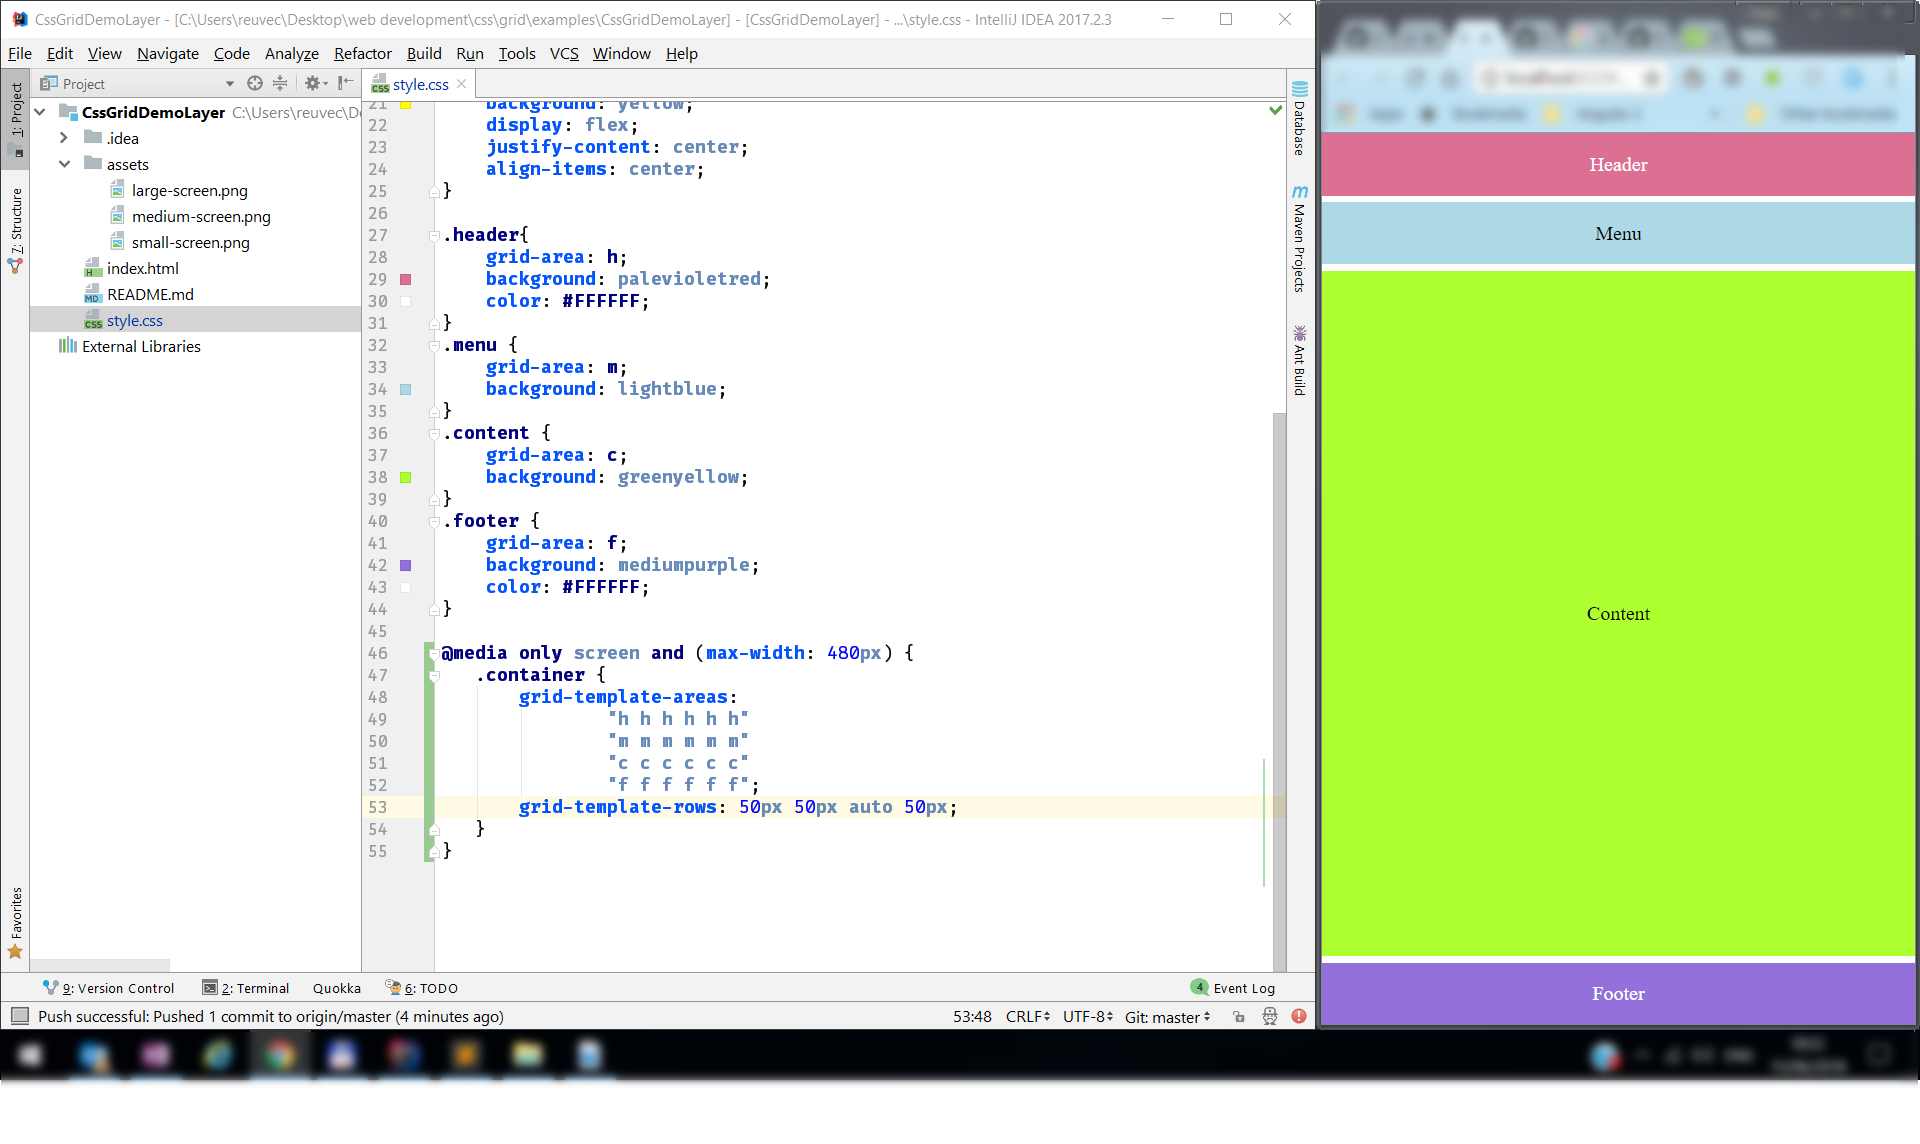 CssGridDemoLayer - [C:\Users\reuvec\Desktop\web development\css\grid\examples\CssGridDemoLayer] - [CssGridDemoLayer] - ...\style.css - IntelliJ IDEA 2017.2.3
File Edit View Navigate Code Analyze Refactor Build Run Tools VCS Window Help
Project
style.css
1: Project
7: Structure
Favorites
CssGridDemoLayer C:\Users\reuvec\De
.idea
assets
large-screen.png
medium-screen.png
small-screen.png
index.html
README.md
style.css
External Libraries
21 background: yellow;
22 display: flex;
23 justify-content: center;
24 align-items: center;
25 }
26
27 .header{
28 grid-area: h;
29 background: palevioletred;
30 color: #FFFFFF;
31 }
32 .menu {
33 grid-area: m;
34 background: lightblue;
35 }
36 .content {
37 grid-area: c;
38 background: greenyellow;
39 }
40 .footer {
41 grid-area: f;
42 background: mediumpurple;
43 color: #FFFFFF;
44 }
45
46 @media only screen and (max-width: 480px) {
47 .container {
48 grid-template-areas:
49 "h h h h h h"
50 "m m m m m m"
51 "c c c c c c"
52 "f f f f f f";
53 grid-template-rows: 50px 50px auto 50px;
54 }
55 }
Database
Maven Projects
Ant Build
9: Version Control 2: Terminal Quokka 6: TODO
4 Event Log
Push successful: Pushed 1 commit to origin/master (4 minutes ago)
53:48 CRLF UTF-8 Git: master
Header
Menu
Content
Footer